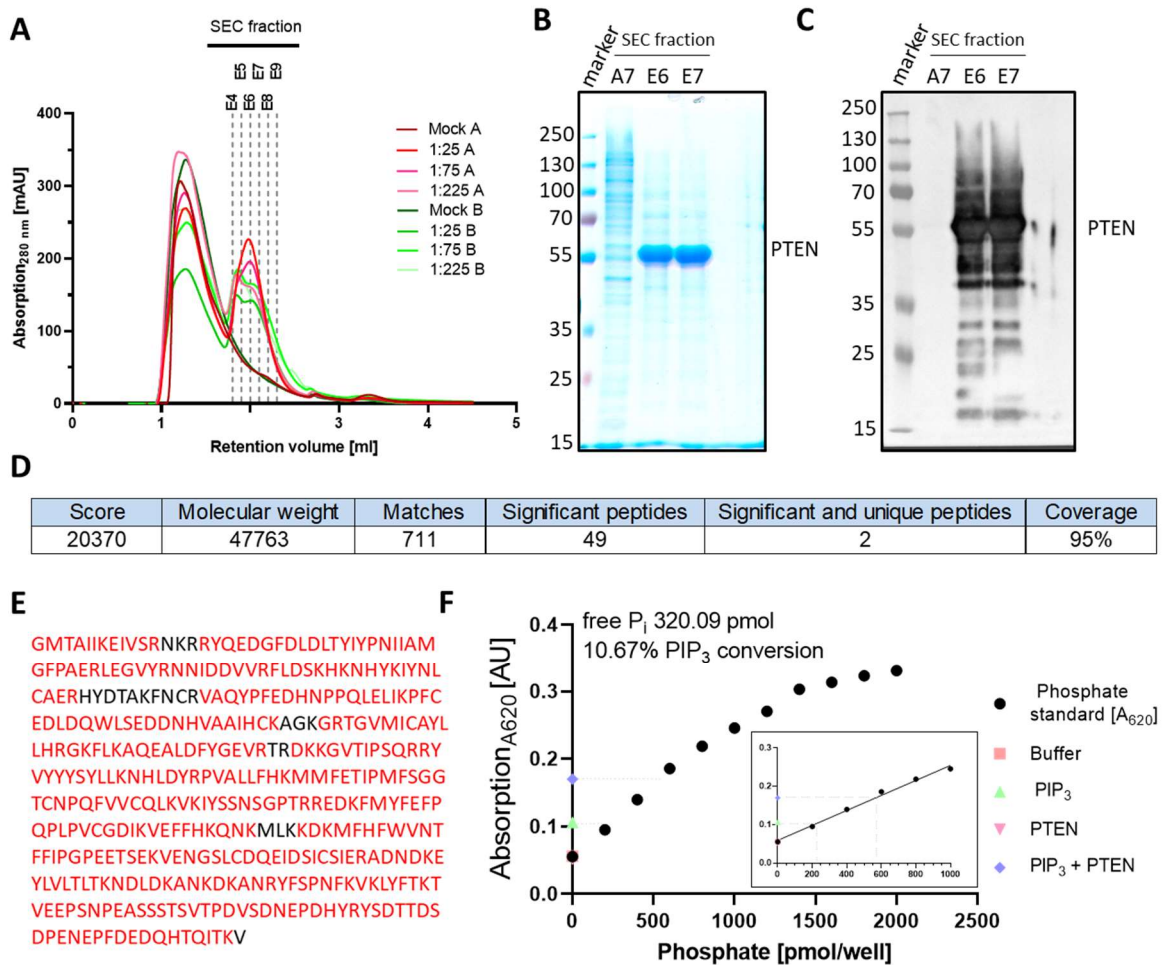 A
SEC fraction
E4
E5
E6
E7
E8
E9
400
300
200
100
0
Absorption280 nm [mAU]
0
1
2
3
4
5
Retention volume [ml]
Mock A
1:25 A
1:75 A
1:225 A
Mock B
1:25 B
1:75 B
1:225 B
B
marker
SEC fraction
A7 E6 E7
250
130
100
70
55
35
25
15
PTEN
C
marker
SEC fraction
A7 E6 E7
250
130
100
70
55
35
25
15
PTEN
D
Score Molecular weight Matches Significant peptides Significant and unique peptides Coverage
20370 47763 711 49 2 95%
E
GMTAIIKEIVSRNKRRYQEDGFDLDLTYIYPNIIAM
GFPAERLEGVYRNNIDDVVRFLDSKHKNHYKIYNL
CAERHYDTAKFNCRVAQYPFEDHNPPQLELIKPFC
EDLDQWLSEDDNHVAAIHCKAGKGRTGVMICAYL
LHRGKFLKAQEALDFYGEVRTRDKKGVTIPSQRRY
VYYYSYLLKNHLDYRPVALLFHKMMFETIPMFSGG
TCNPQFVVCQLKVKIYSSNSGPTRREDKFMYFEFP
QPLPVCGDIKVEFFHKQNKMLKKDKMFHFWVNT
FFIPGPEETSEKVENGSLCDQEIDSICSIERADNDKE
YLVLTLTKNDLDKANKDKANRYFSPNFKVKLYFTKT
VEEPSNPEASSSTSVTPDVSDNEPDHYRYSDTTDS
DPENEPFDEDQHTQITKV
F
free Pi 320.09 pmol
10.67% PIP3 conversion
0.4
0.3
0.2
0.1
0.0
AbsorptionA620 [AU]
0
500
1000
1500
2000
2500
Phosphate [pmol/well]
0.3
0.2
0.1
0.0
0
200
400
600
800
1000
Phosphate
standard [A620]
Buffer
PIP3
PTEN
PIP3 + PTEN